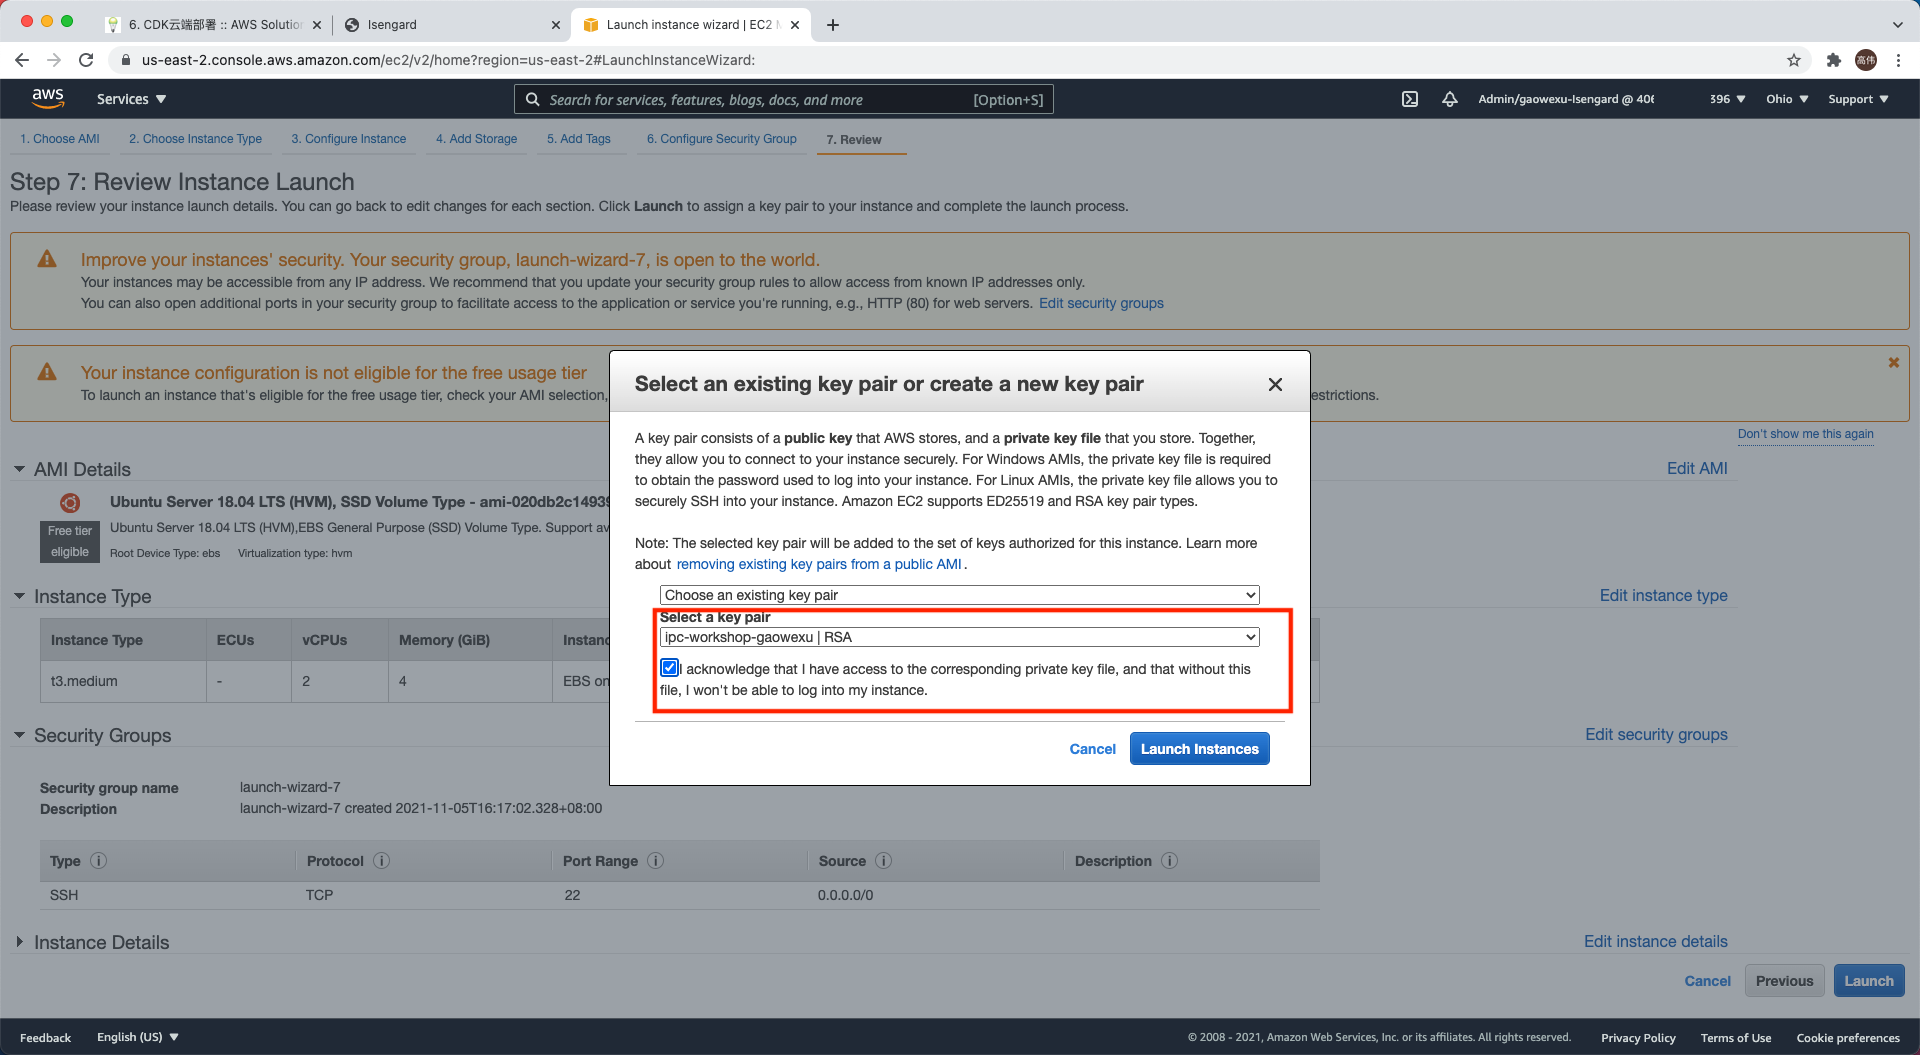 6. CDK云端部署 :: AWS Solution
Isengard
Launch instance wizard | EC2 M
us-east-2.console.aws.amazon.com/ec2/v2/home?region=us-east-2#LaunchInstanceWizard:
高伟
aws
Services ▼
Search for services, features, blogs, docs, and more
[Option+S]
Admin/gaowexu-Isengard @ 406
396 ▼
Ohio ▼
Support ▼
1. Choose AMI
2. Choose Instance Type
3. Configure Instance
4. Add Storage
5. Add Tags
6. Configure Security Group
7. Review
Step 7: Review Instance Launch
Please review your instance launch details. You can go back to edit changes for each section. Click Launch to assign a key pair to your instance and complete the launch process.
Improve your instances' security. Your security group, launch-wizard-7, is open to the world.
Your instances may be accessible from any IP address. We recommend that you update your security group rules to allow access from known IP addresses only.
You can also open additional ports in your security group to facilitate access to the application or service you're running, e.g., HTTP (80) for web servers. Edit security groups
Your instance configuration is not eligible for the free usage tier
To launch an instance that's eligible for the free usage tier, check your AMI selection,
estrictions.
Don't show me this again
Select an existing key pair or create a new key pair
A key pair consists of a public key that AWS stores, and a private key file that you store. Together,
they allow you to connect to your instance securely. For Windows AMIs, the private key file is required
to obtain the password used to log into your instance. For Linux AMIs, the private key file allows you to
securely SSH into your instance. Amazon EC2 supports ED25519 and RSA key pair types.
Note: The selected key pair will be added to the set of keys authorized for this instance. Learn more
about removing existing key pairs from a public AMI .
Choose an existing key pair
Select a key pair
ipc-workshop-gaowexu | RSA
I acknowledge that I have access to the corresponding private key file, and that without this
file, I won't be able to log into my instance.
Cancel
Launch Instances
AMI Details
Edit AMI
Ubuntu Server 18.04 LTS (HVM), SSD Volume Type - ami-020db2c14939
Free tier
eligible
Ubuntu Server 18.04 LTS (HVM),EBS General Purpose (SSD) Volume Type. Support av
Root Device Type: ebs
Virtualization type: hvm
Instance Type
Edit instance type
Instance Type
ECUs
vCPUs
Memory (GiB)
Instanc
t3.medium
-
2
4
EBS on
Security Groups
Edit security groups
Security group name
launch-wizard-7
Description
launch-wizard-7 created 2021-11-05T16:17:02.328+08:00
Type
Protocol
Port Range
Source
Description
SSH
TCP
22
0.0.0.0/0
Instance Details
Edit instance details
Cancel
Previous
Launch
Feedback
English (US) ▼
© 2008 - 2021, Amazon Web Services, Inc. or its affiliates. All rights reserved.
Privacy Policy
Terms of Use
Cookie preferences